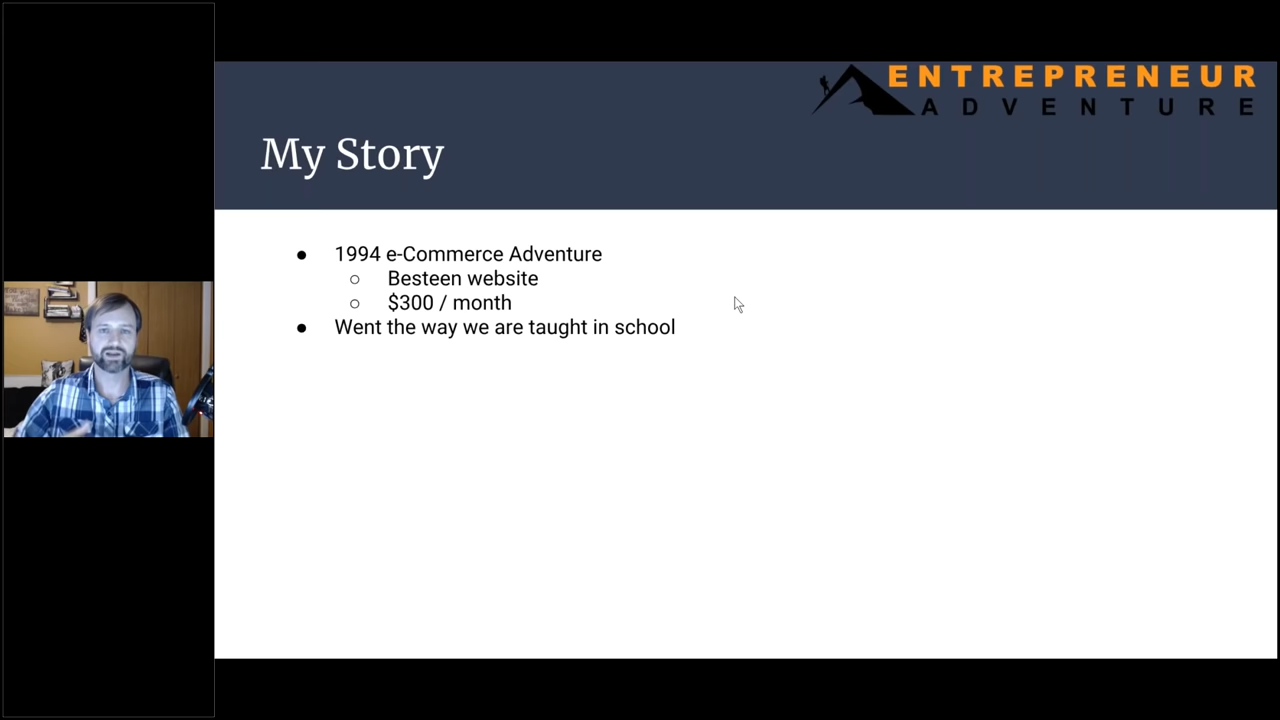 ENTREPRENEUR
ADVENTURE
My Story
● 1994 e-Commerce Adventure
○ Besteen website
○ $300 / month
● Went the way we are taught in school